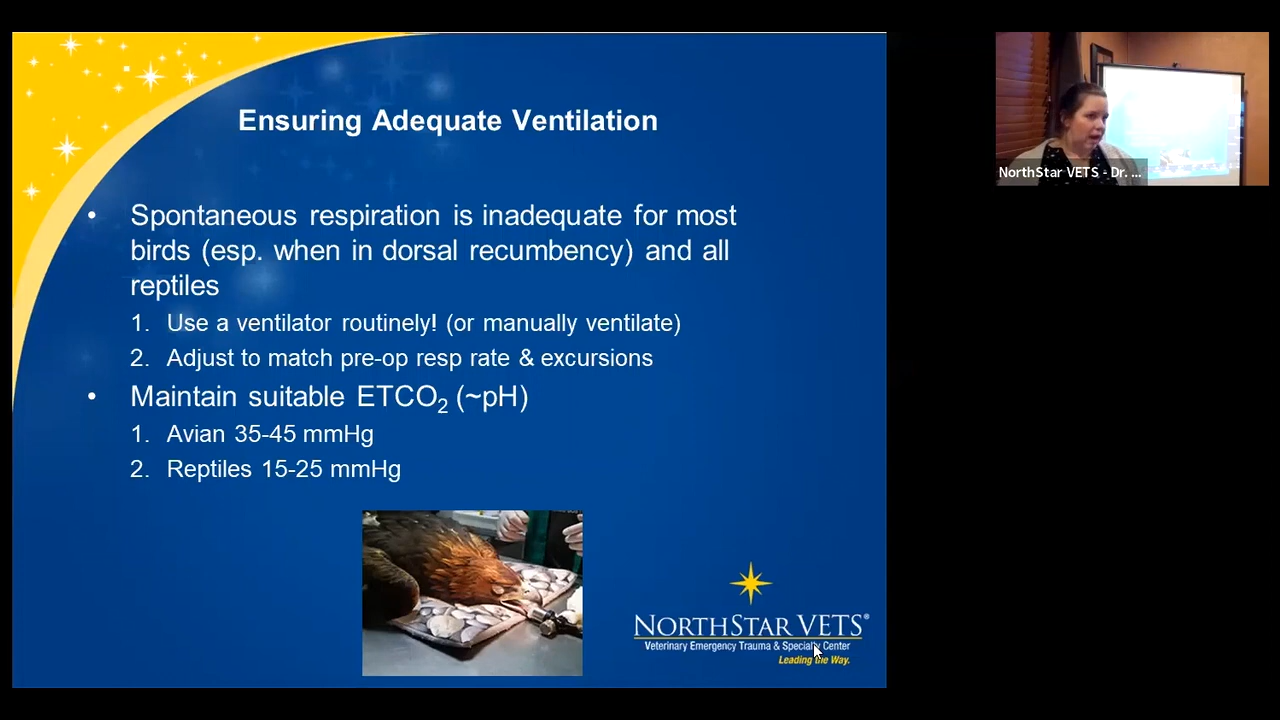 Ensuring Adequate Ventilation
• Spontaneous respiration is inadequate for most
birds (esp. when in dorsal recumbency) and all
reptiles
1. Use a ventilator routinely! (or manually ventilate)
2. Adjust to match pre-op resp rate & excursions
• Maintain suitable ETCO₂ (~pH)
1. Avian 35-45 mmHg
2. Reptiles 15-25 mmHg
NORTHSTAR VETS®
Veterinary Emergency Trauma & Specialty Center
Leading the Way.
NorthStar VETS - Dr. ...